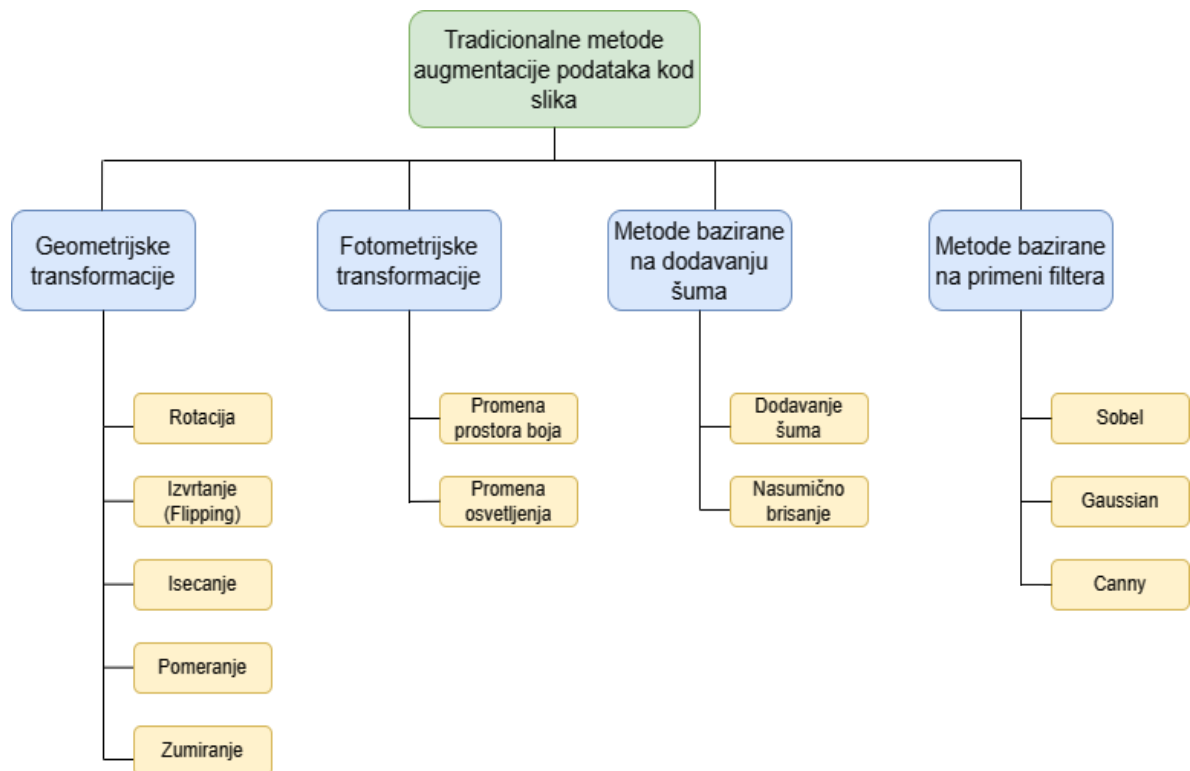 Tradicionalne metode
augmentacije podataka kod
slika
Geometrijske
transformacije
Fotometrijske
transformacije
Metode bazirane
na dodavanju
šuma
Metode bazirane
na primeni filtera
Rotacija
Izvrtanje
(Flipping)
Isecanje
Pomeranje
Zumiranje
Promena
prostora boja
Promena
osvetljenja
Dodavanje
šuma
Nasumično
brisanje
Sobel
Gaussian
Canny